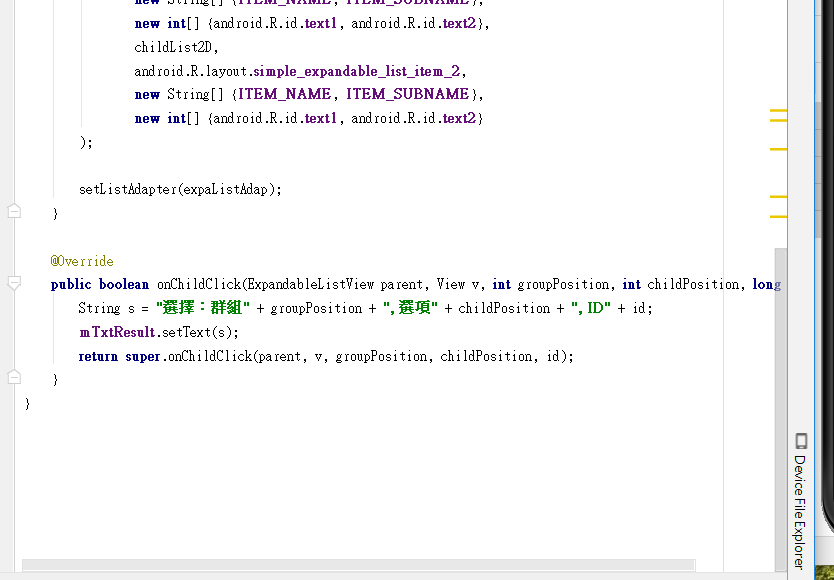 new String[] {ITEM_NAME, ITEM_SUBNAME},
new int[] {android.R.id.text1, android.R.id.text2},
childList2D,
android.R.layout.simple_expandable_list_item_2,
new String[] {ITEM_NAME, ITEM_SUBNAME},
new int[] {android.R.id.text1, android.R.id.text2}
);
setListAdapter(expaListAdap);
}
@Override
public boolean onChildClick(ExpandableListView parent, View v, int groupPosition, int childPosition, long
String s = "選擇：群組" + groupPosition + ", 選項" + childPosition + ", ID" + id;
mTxtResult.setText(s);
return super.onChildClick(parent, v, groupPosition, childPosition, id);
}
}
Device File Explorer